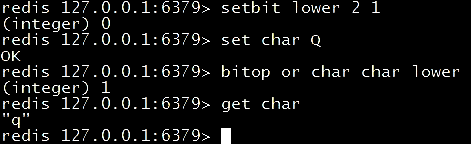 redis 127.0.0.1:6379> setbit lower 2 1
(integer) 0
redis 127.0.0.1:6379> set char Q
OK
redis 127.0.0.1:6379> bitop or char char lower
(integer) 1
redis 127.0.0.1:6379> get char
"q"
redis 127.0.0.1:6379>